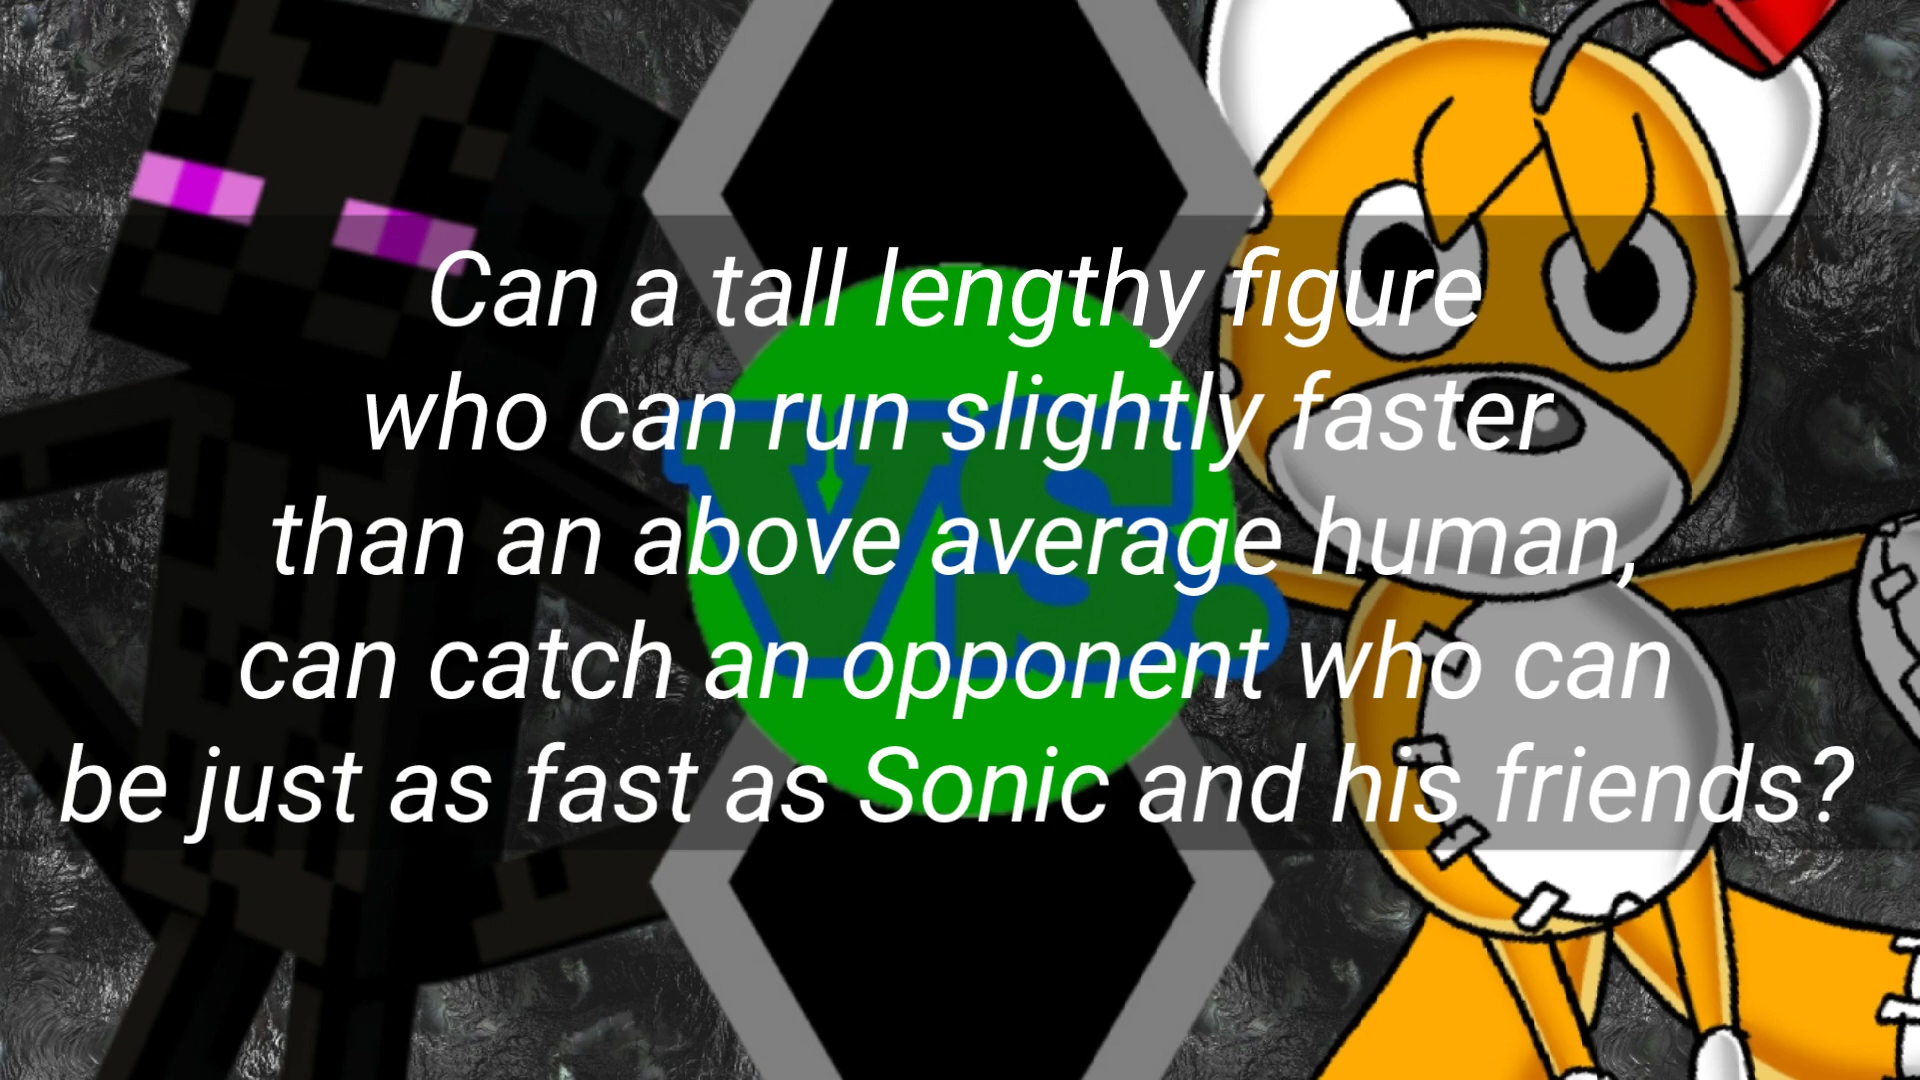 Can a tall lengthy figure
who can run slightly faster
than an above average human,
can catch an opponent who can
be just as fast as Sonic and his friends?
VS.